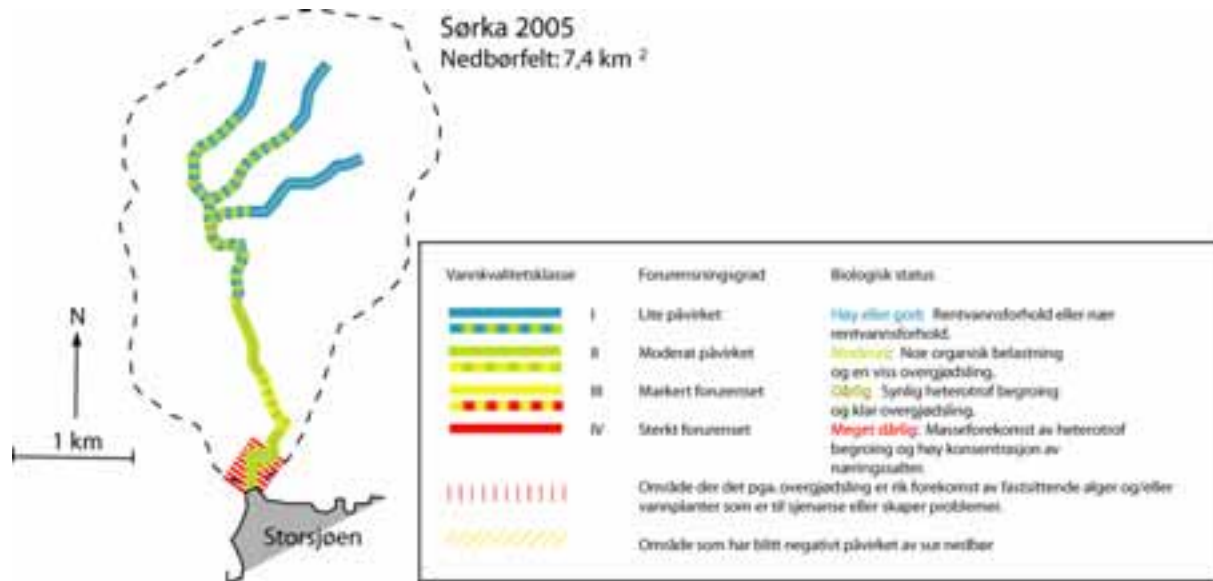 Sørka 2005
Nedbørfelt: 7,4 km ²
N
1 km
Storsjøen
Vannkvalitetsklasse Forurensningsgrad Biologisk status
I Lite påvirket Høy eller god: Rentvannsforhold eller nær
rentvannsforhold.
II Moderat påvirket Moderat: Noe organisk belastning
og en viss overgjødsling.
III Markert forurenset Dårlig: Synlig heterotrof begroing
og klar overgjødsling.
IV Sterkt forurenset Meget dårlig: Masseforekomst av heterotrof
begroing og høy konsentrasjon av
næringssalter.
Område der det pga. overgjødsling er rik forekomst av fastsittende alger og/eller
vannplanter som er til sjenanse eller skaper problemer.
Område som har blitt negativt påvirket av sur nedbør